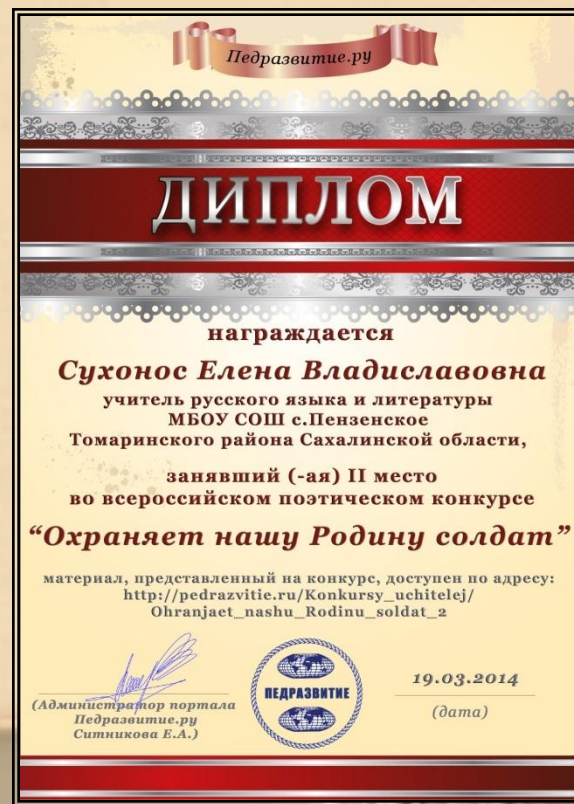 Педразвитие.ру
ДИПЛОМ
награждается
Сухонос Елена Владиславовна
учитель русского языка и литературы
МБОУ СОШ с.Пензенское
Томаринского района Сахалинской области,
занявший (-ая) II место
во всероссийском поэтическом конкурсе
“Охраняет нашу Родину солдат”
материал, представленный на конкурс, доступен по адресу:
http://pedrazvitie.ru/Konkursy_uchitelej/
Ohranjaet_nashu_Rodinu_soldat_2
(Администратор портала
Педразвитие.ру
Ситникова Е.А.)
ПЕДРАЗВИТИЕ
19.03.2014
(дата)